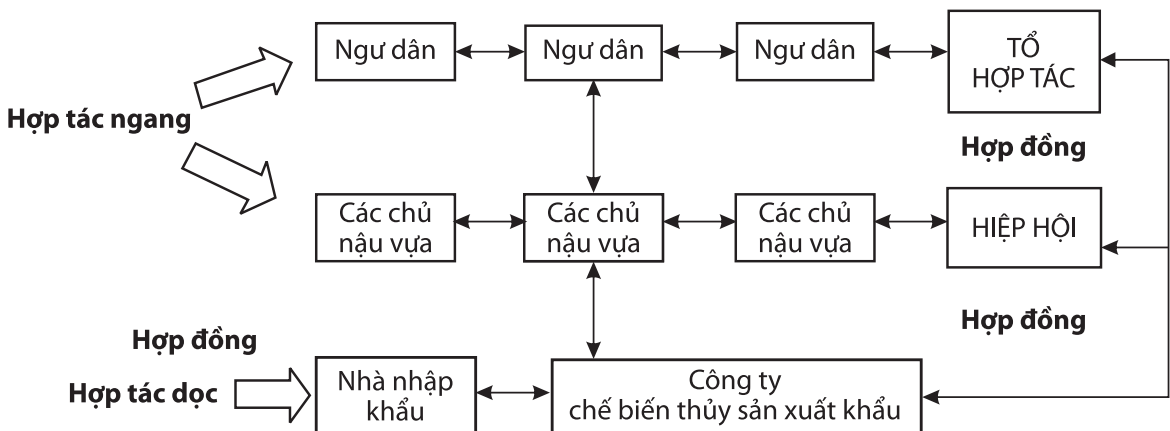 Ngư dân
Ngư dân
Ngư dân
TỔ
HỢP TÁC
Hợp tác ngang
Hợp đồng
Các chủ
nậu vựa
Các chủ
nậu vựa
Các chủ
nậu vựa
HIỆP HỘI
Hợp đồng
Hợp đồng
Hợp tác dọc
Nhà nhập
khẩu
Công ty
chế biến thủy sản xuất khẩu